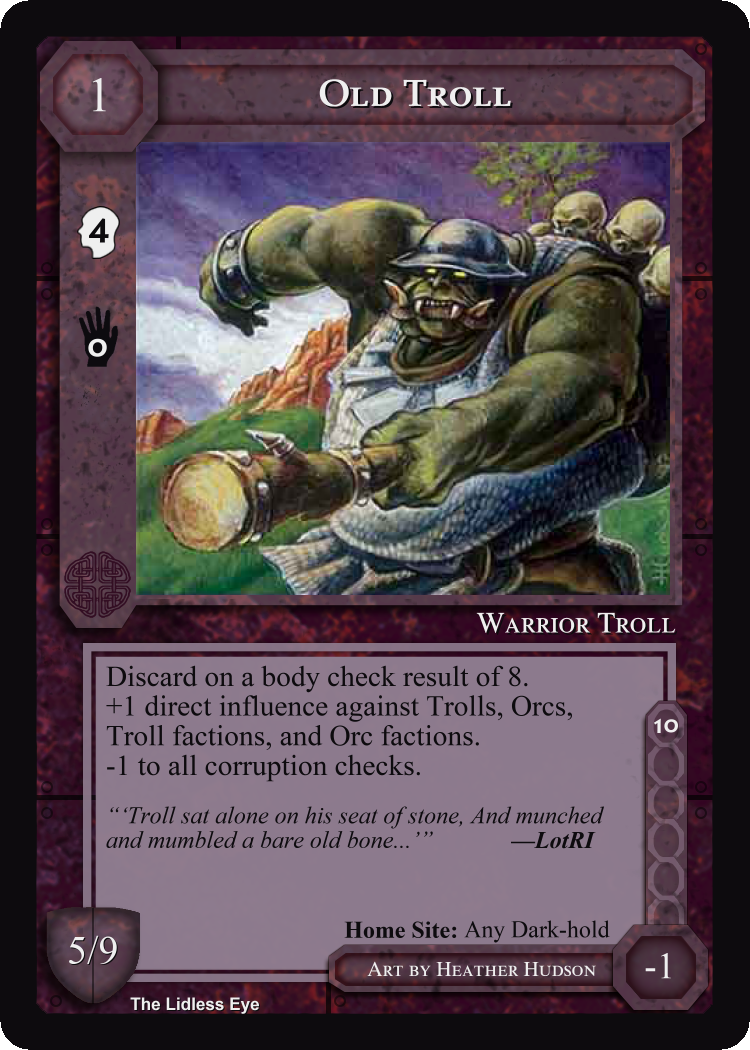 1
OLD TROLL
4
0
WARRIOR TROLL
Discard on a body check result of 8.
+1 direct influence against Trolls, Orcs,
Troll factions, and Orc factions.
-1 to all corruption checks.
10
“‘Troll sat alone on his seat of stone, And munched
and mumbled a bare old bone...’” —LotRI
Home Site: Any Dark-hold
5/9
ART BY HEATHER HUDSON
-1
The Lidless Eye